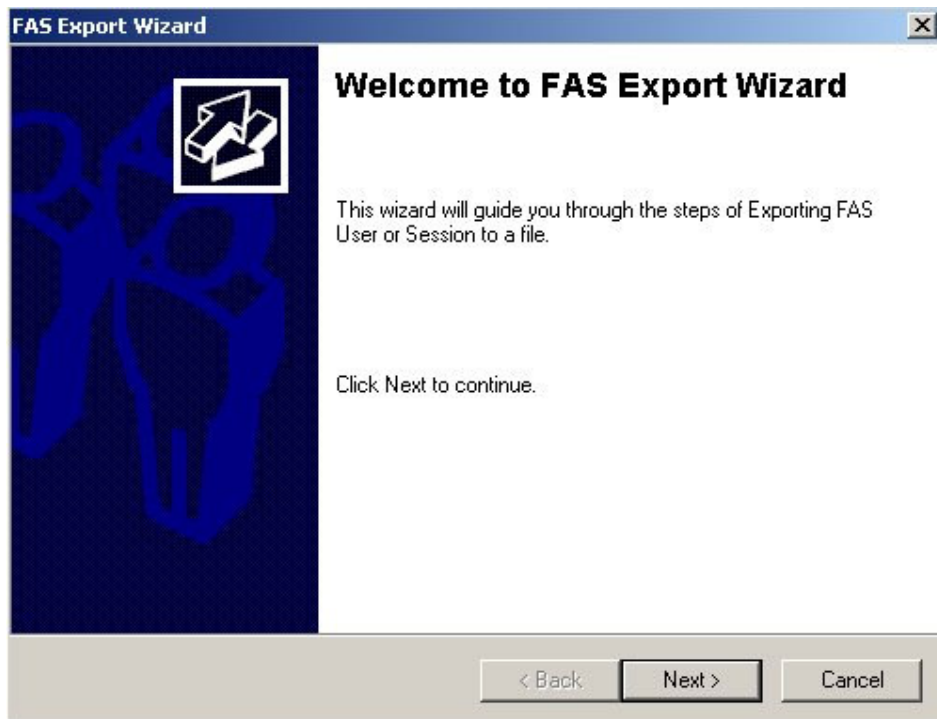 FAS Export Wizard
Welcome to FAS Export Wizard
This wizard will guide you through the steps of Exporting FAS
User or Session to a file.
Click Next to continue.
< Back
Next >
Cancel